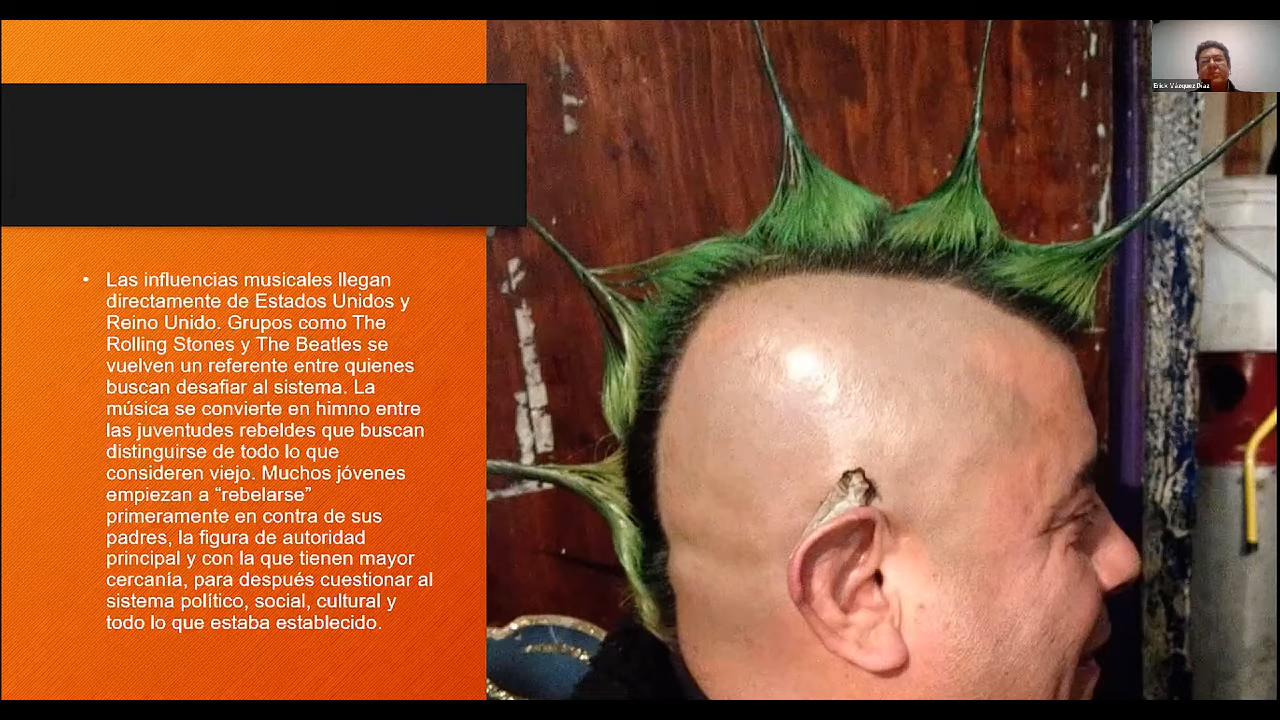 Erick Vázquez Díaz
• Las influencias musicales llegan
directamente de Estados Unidos y
Reino Unido. Grupos como The
Rolling Stones y The Beatles se
vuelven un referente entre quienes
buscan desafiar al sistema. La
música se convierte en himno entre
las juventudes rebeldes que buscan
distinguirse de todo lo que
consideren viejo. Muchos jóvenes
empiezan a “rebelarse”
primeramente en contra de sus
padres, la figura de autoridad
principal y con la que tienen mayor
cercanía, para después cuestionar al
sistema político, social, cultural y
todo lo que estaba establecido.